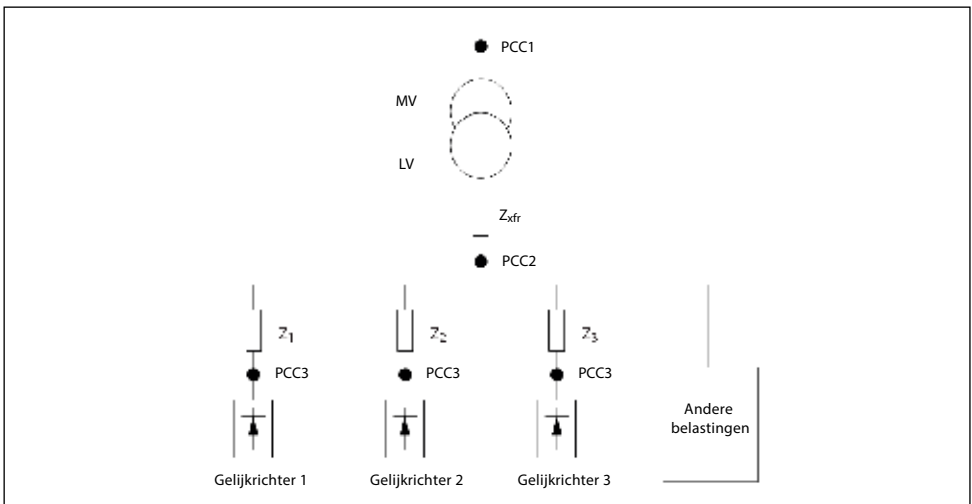 PCC1
MV
LV
Zxfr
PCC2
Z1
Z2
Z3
PCC3
PCC3
PCC3
Andere
belastingen
Gelijkrichter 1
Gelijkrichter 2
Gelijkrichter 3